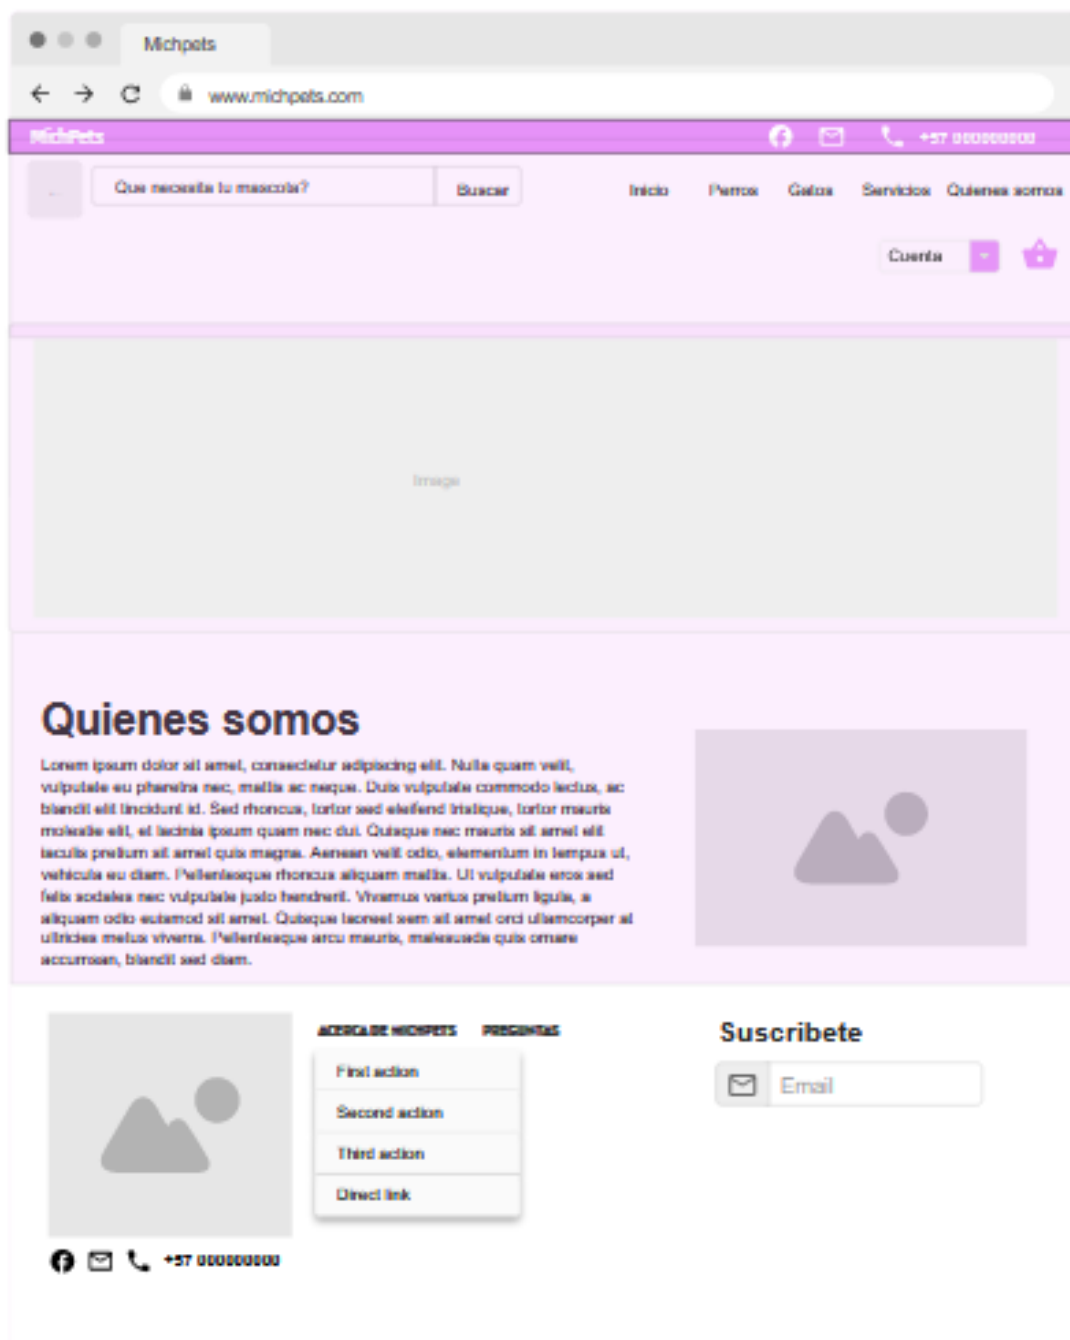 Michpets
www.michpets.com
MichPets
+57 000000000
Que necesita tu mascota?
Buscar
Inicio
Perros
Gatos
Servicios
Quienes somos
Cuenta
Image
Quienes somos
Lorem ipsum dolor sit amet, consectetur adipiscing elit. Nulla quam velit,
vulputate eu pharetra nec, mattis ac neque. Duis vulputate commodo lectus, ac
blandit elit tincidunt id. Sed rhoncus, tortor sed eleifend tristique, tortor mauris
molestie elit, et lacinia ipsum quam nec dui. Quisque nec mauris sit amet elit
iaculis pretium sit amet quis magna. Aenean velit odio, elementum in tempus ut,
vehicula eu diam. Pellentesque rhoncus aliquam mattis. Ut vulputate eros sed
felis sodales nec vulputate justo hendrerit. Vivamus varius pretium ligula, a
aliquam odio euismod sit amet. Quisque laoreet sem sit amet orci ullamcorper at
ultricies metus viverra. Pellentesque arcu mauris, malesuada quis ornare
accumsan, blandit sed diam.
ACERCA DE MICHPETS
PREGUNTAS
First action
Second action
Third action
Direct link
Suscribete
Email
+57 000000000